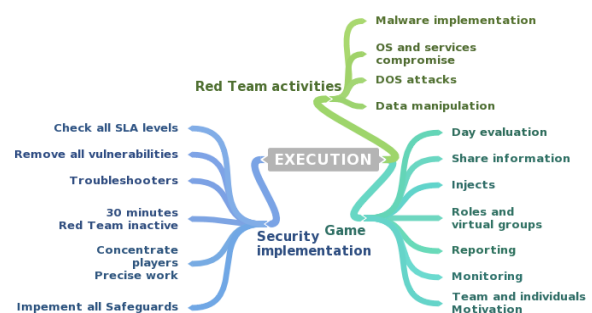 EXECUTION
Red Team activities
Malware implementation
OS and services
compromise
DOS attacks
Data manipulation
Game
Day evaluation
Share information
Injects
Roles and
virtual groups
Reporting
Monitoring
Team and individuals
Motivation
Security
implementation
Check all SLA levels
Remove all vulnerabilities
Troubleshooters
30 minutes
Red Team inactive
Concentrate
players
Precise work
Impement all Safeguards